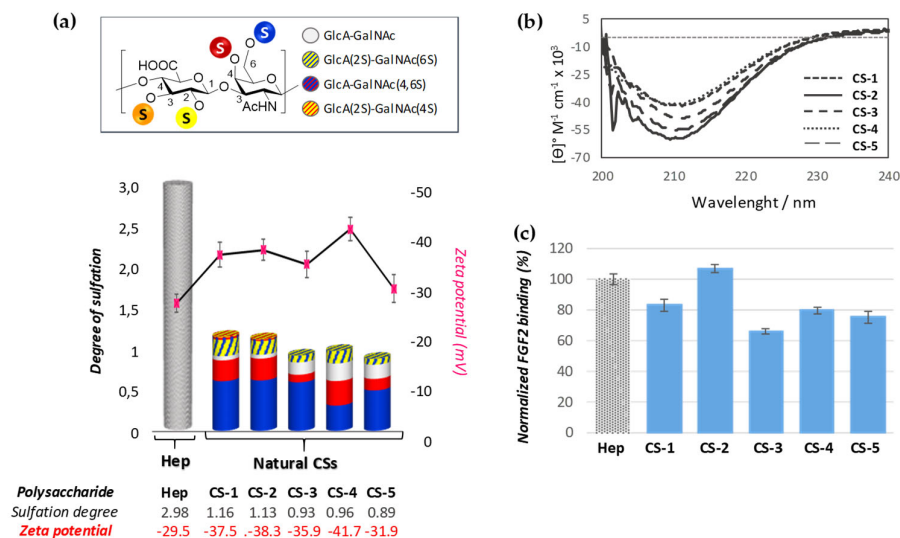 (a)
S
S
HOOC
O
O
6
4
4
1
O
O
O
3
2
3
AcHN
O
S
S
GlcA-GalNAc
GlcA(2S)-GalNAc(6S)
GlcA-GalNAc(4,6S)
GlcA(2S)-GalNAc(4S)
Degree of sulfation
3,0
2,5
2,0
1,5
1
0,5
0
-50
-40
-30
-20
-10
0
Zeta potential (mV)
Hep
Natural CSs
Polysaccharide Hep CS-1 CS-2 CS-3 CS-4 CS-5
Sulfation degree 2.98 1.16 1.13 0.93 0.96 0.89
Zeta potential -29.5 -37.5 .-38.3 -35.9 -41.7 -31.9
(b)
[Θ]° M⁻¹ cm⁻¹ x 10³
5
-10
-25
-40
-55
-70
200 210 220 230 240
Wavelenght / nm
CS-1
CS-2
CS-3
CS-4
CS-5
(c)
Normalized FGF2 binding (%)
120
100
80
60
40
20
0
Hep CS-1 CS-2 CS-3 CS-4 CS-5